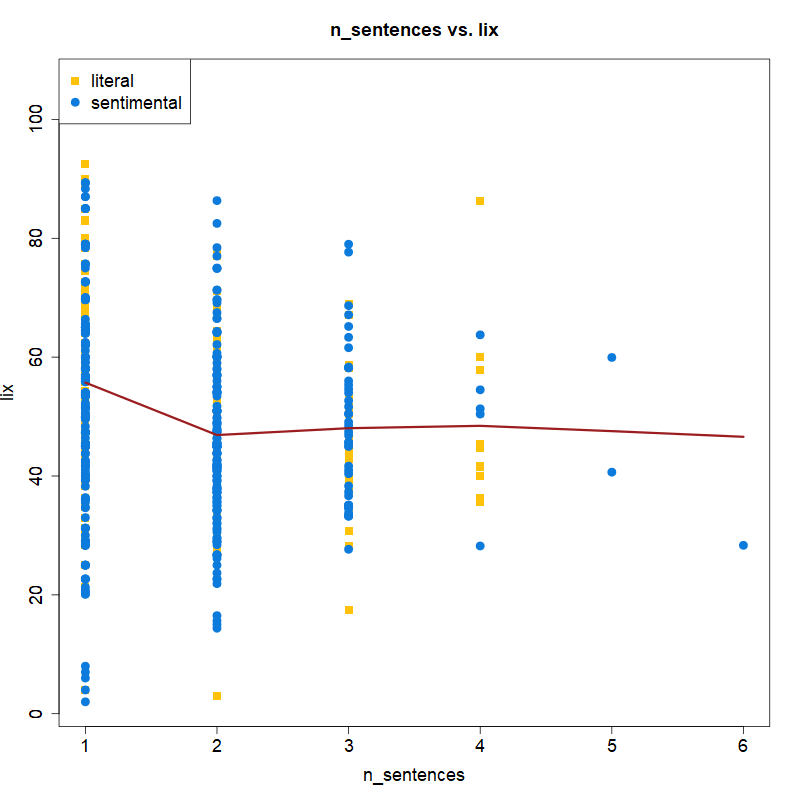 n_sentences vs. lix
literal
sentimental
lix
100
80
60
40
20
0
1 2 3 4 5 6
n_sentences